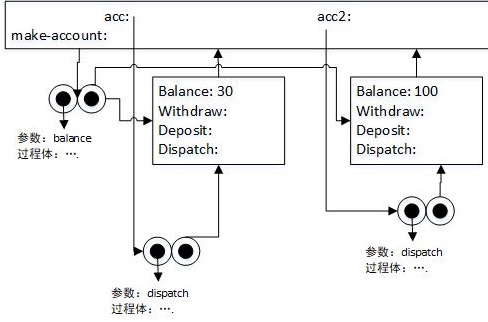 acc:
acc2:
make-account:
Balance: 30
Withdraw:
Deposit:
Dispatch:
Balance: 100
Withdraw:
Deposit:
Dispatch:
参数：balance
过程体：….
参数：dispatch
过程体：….
参数：dispatch
过程体：….